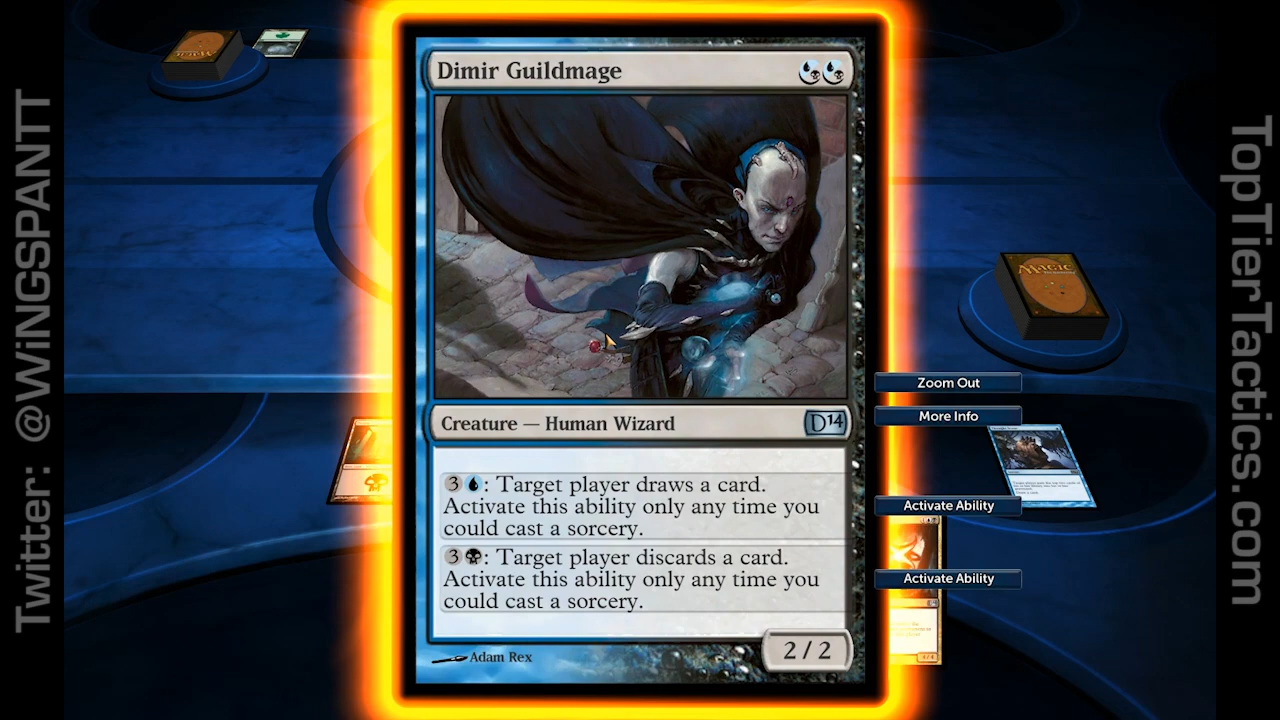 Twitter: @WiNGSPANTT
TopTierTactics.com
Dimir Guildmage
Creature — Human Wizard
D14
3: Target player draws a card.
Activate this ability only any time you
could cast a sorcery.
3: Target player discards a card.
Activate this ability only any time you
could cast a sorcery.
2 / 2
Adam Rex
MAGIC
Zoom Out
More Info
Activate Ability
Activate Ability